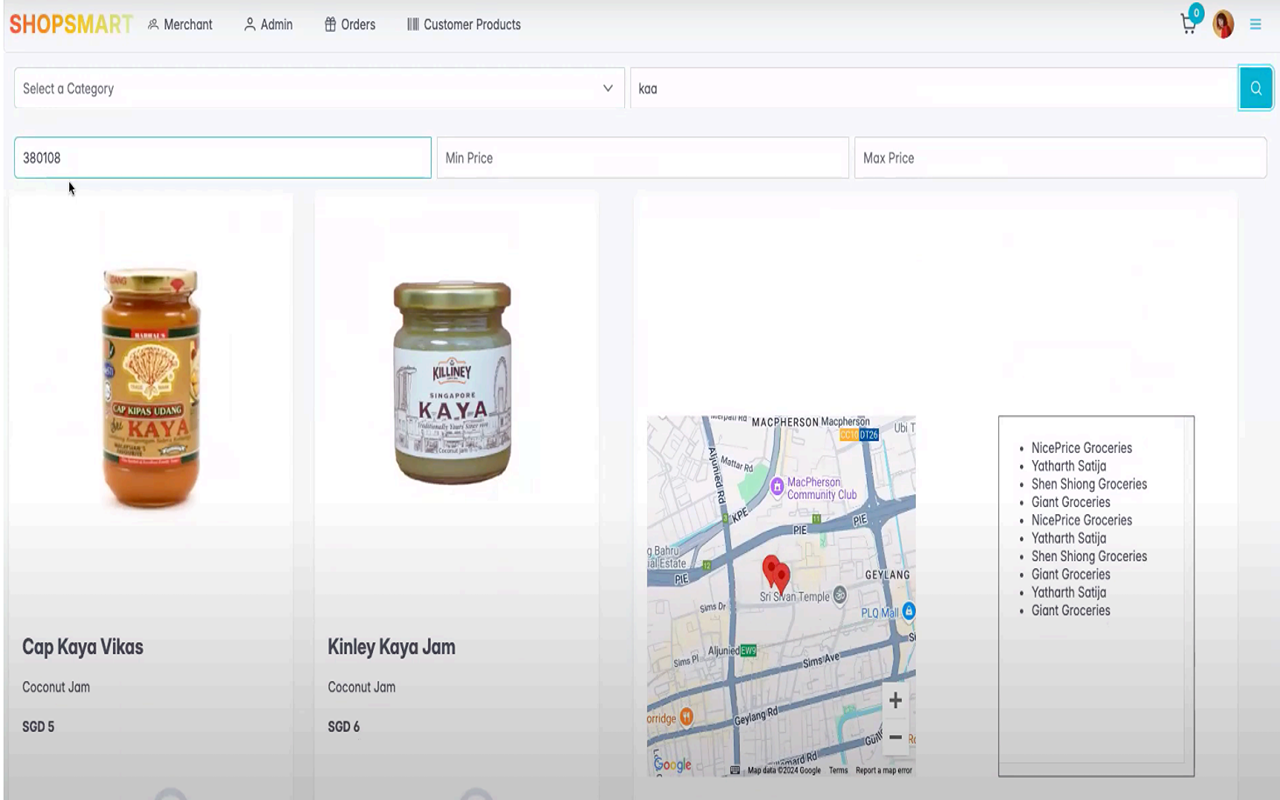 SHOPSMART
Merchant
Admin
Orders
Customer Products
0
Select a Category
kaa
380108
Min Price
Max Price
CAP KIPAS UDANG
KAYA
KILLINEY
SINGAPORE
KAYA
Cap Kaya Vikas
Coconut Jam
SGD 5
Kinley Kaya Jam
Coconut Jam
SGD 6
MACPHERSON
Macpherson
DT26
Ubi T
Mattar Rd
Aljunied Rd
MacPherson
Community Club
KPE
PIE
11
PIE
g Bahru
PIE
12
GEYLANG
Sri Sivan Temple
Sims Dr
PLQ Mall
Aljunied
EW9
Sims Pl
Sims Ave
orridge
Geylang Rd
Google
Map data ©2024 Google
Terms
Report a map error
NicePrice Groceries
Yatharth Satija
Shen Shiong Groceries
Giant Groceries
NicePrice Groceries
Yatharth Satija
Shen Shiong Groceries
Giant Groceries
Yatharth Satija
Giant Groceries